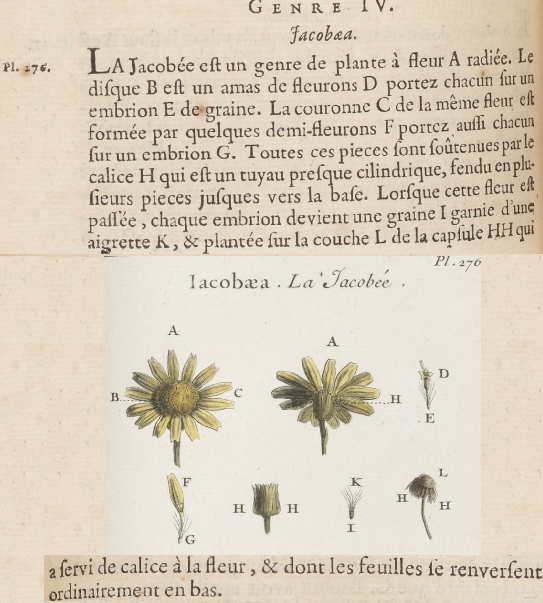 GENRE IV.
Jacobæa.
Pl. 276.
LA Jacobée eſt un genre de plante à fleur A radiée. Le
diſque B eſt un amas de fleurons D portez chacun ſur un
embrion E de graine. La couronne C de la même fleur eſt
formée par quelques demi-fleurons F portez auſſi chacun
ſur un embrion G. Toutes ces pieces ſont ſoûtenues par le
calice H qui eſt un tuyau preſque cilindrique, fendu en plu-
ſieurs pieces juſques vers la baſe. Lorſque cette fleur eſt
paſſée, chaque embrion devient une graine I garnie d'une
aigrette K, & plantée ſur la couche L de la capſule HH qui
Pl. 276
Iacobæa. La Jacobée.
A
A
B
C
H
D
E
F
G
H
H
K
I
L
H
H
a ſervi de calice à la fleur, & dont les feuilles ſe renverſent
ordinairement en bas.